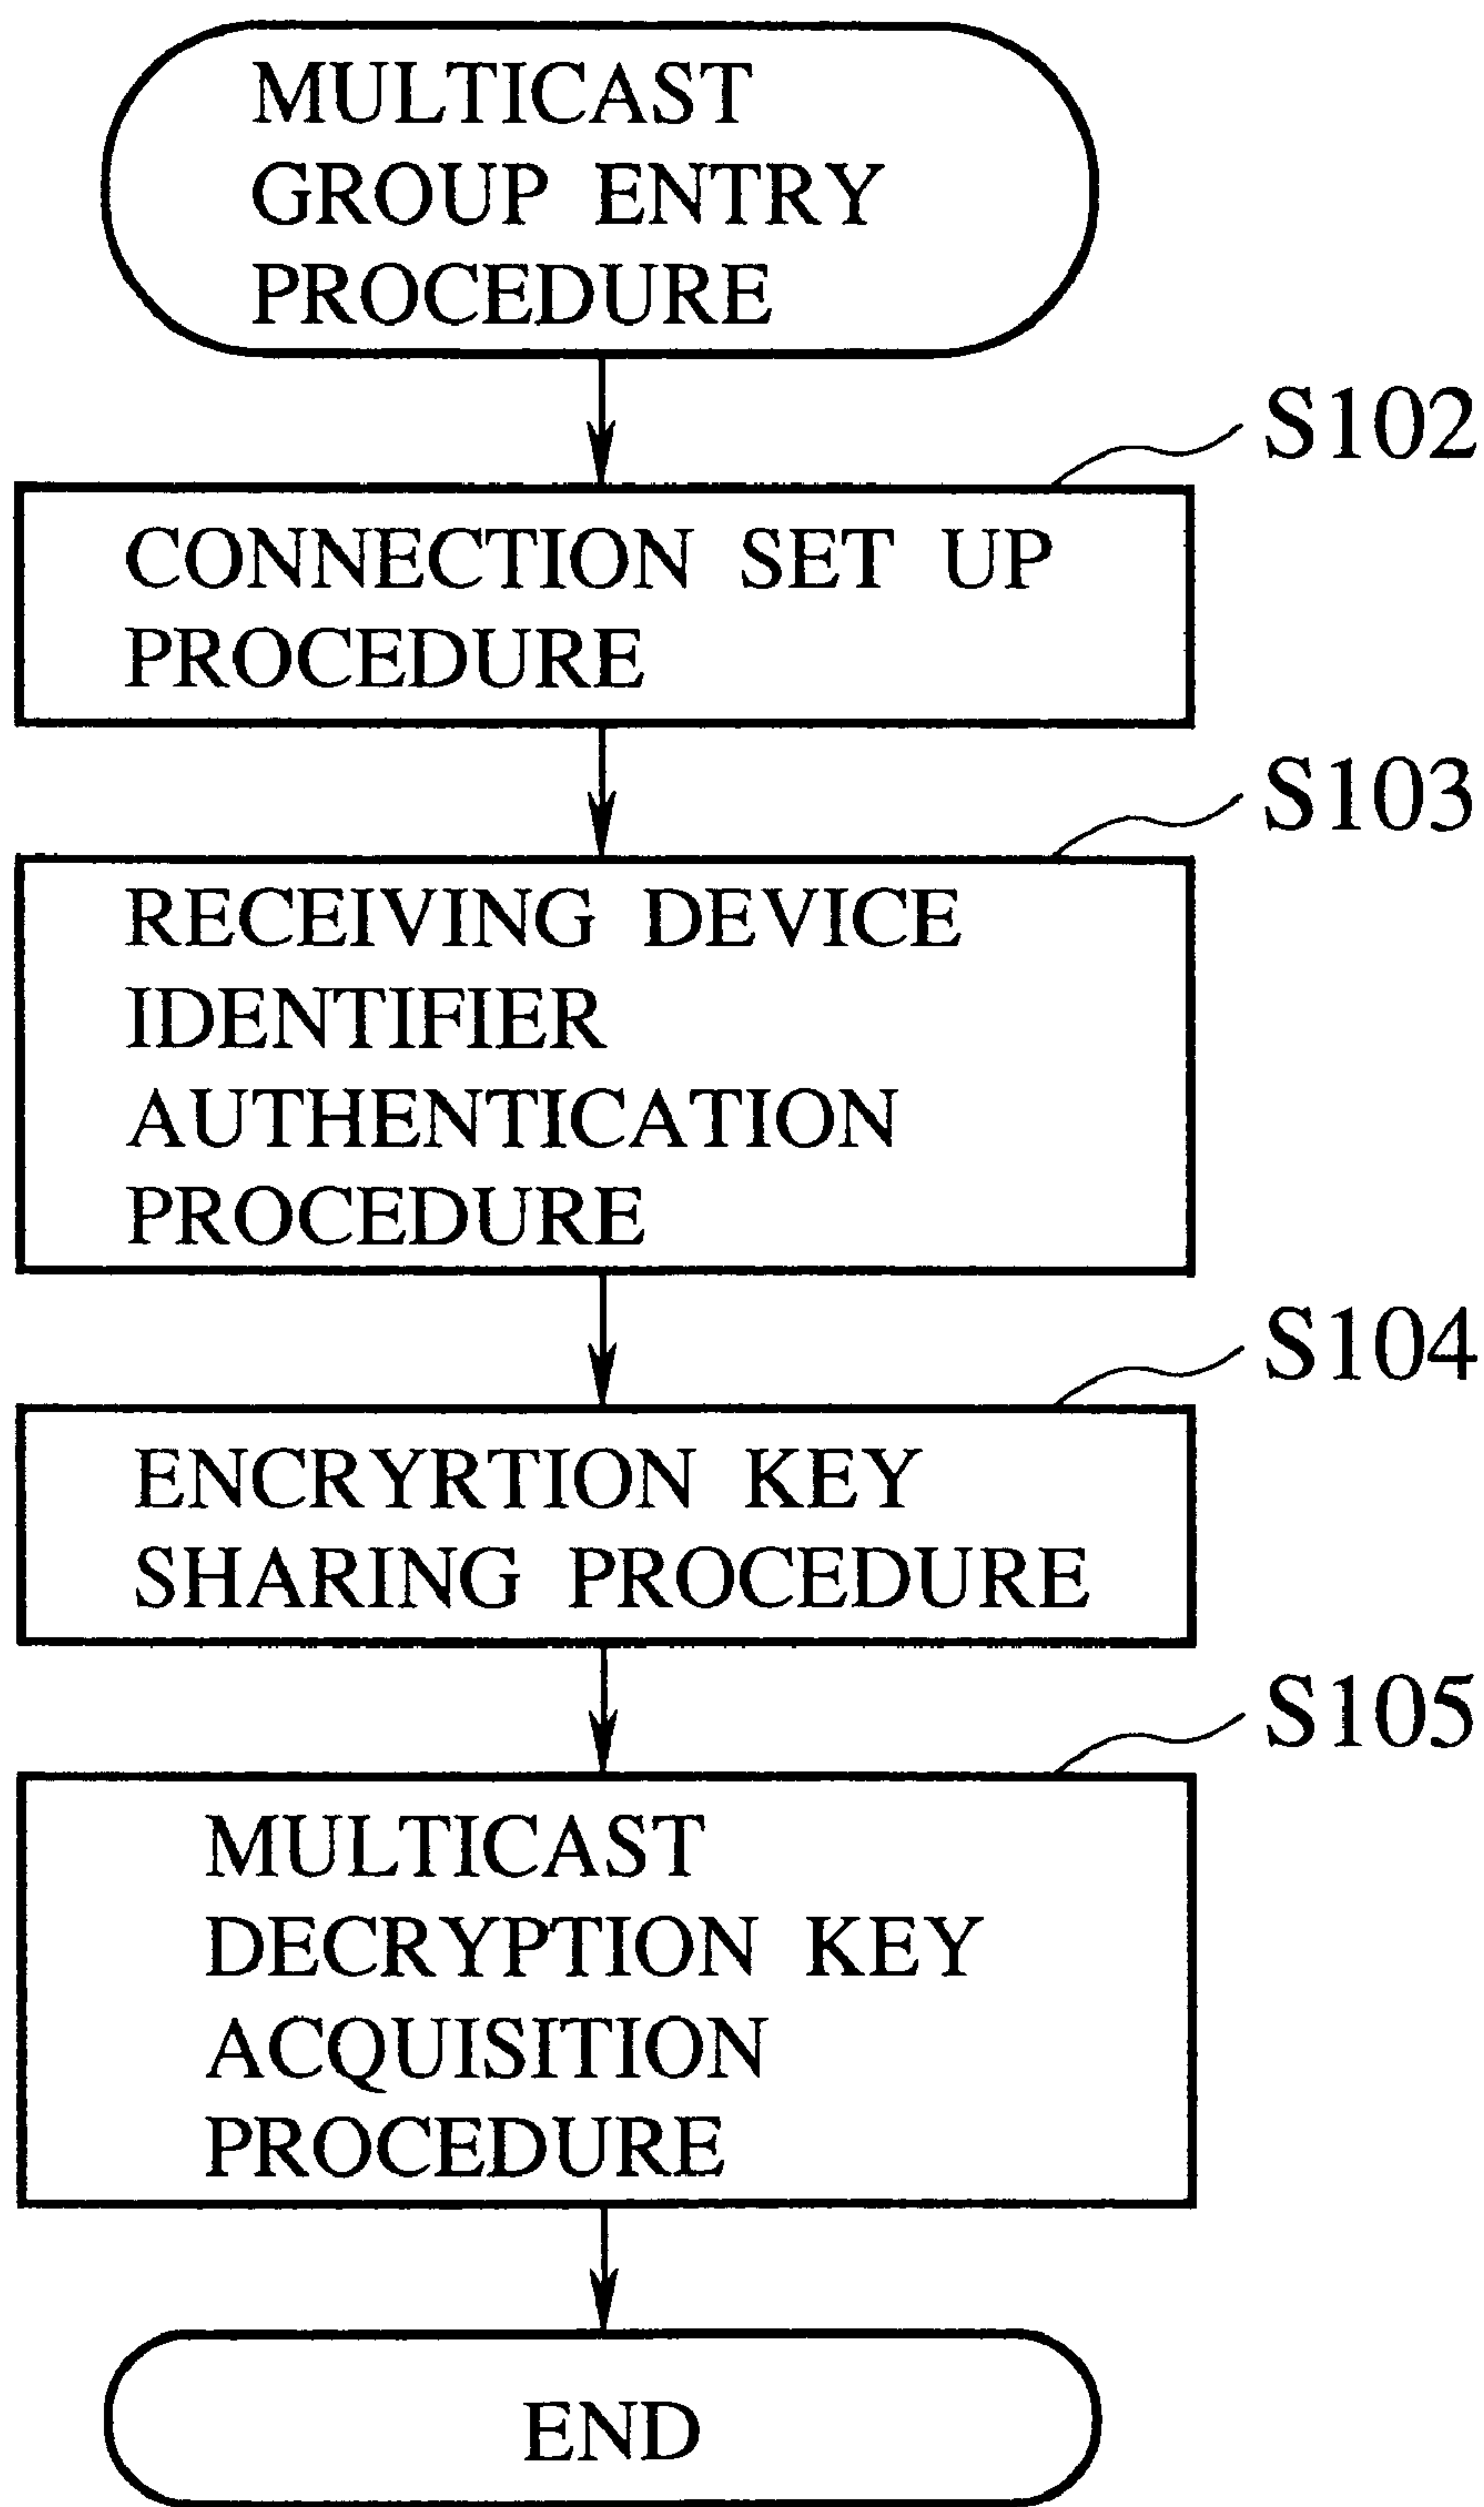 MULTICAST
GROUP ENTRY
PROCEDURE
S102
CONNECTION SET UP
PROCEDURE
S103
RECEIVING DEVICE
IDENTIFIER
AUTHENTICATION
PROCEDURE
S104
ENCRYRTION KEY
SHARING PROCEDURE
S105
MULTICAST
DECRYPTION KEY
ACQUISITION
PROCEDURE
END